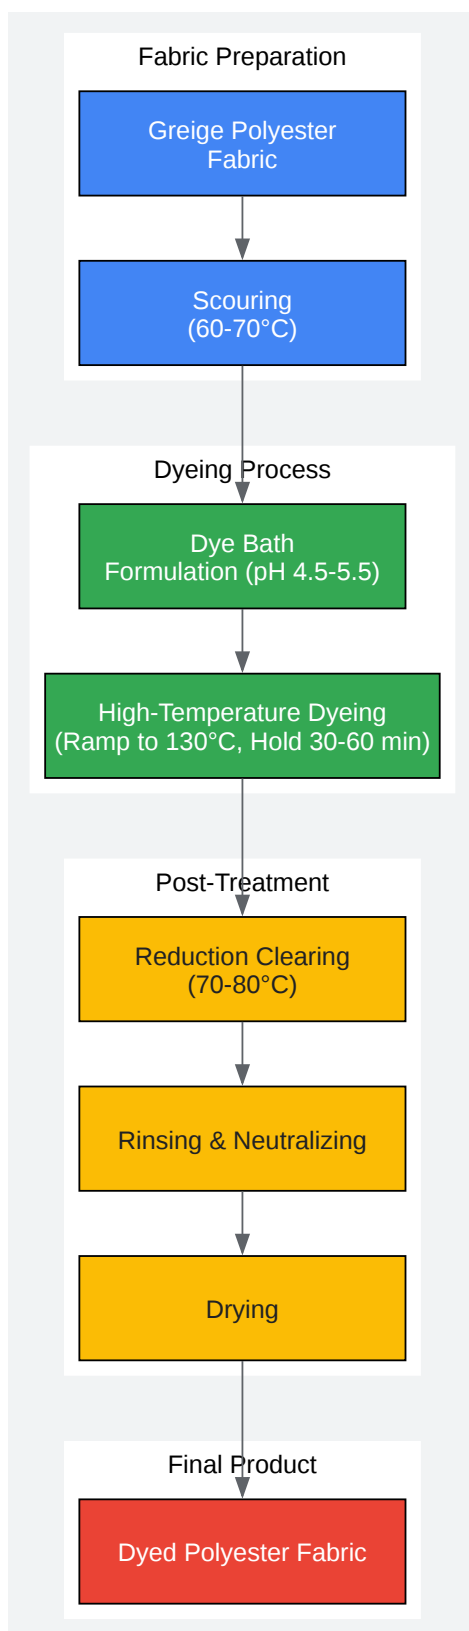 Fabric Preparation
Greige Polyester
Fabric
Scouring
(60-70°C)
Dyeing Process
Dye Bath
Formulation (pH 4.5-5.5)
High-Temperature Dyeing
(Ramp to 130°C, Hold 30-60 min)
Post-Treatment
Reduction Clearing
(70-80°C)
Rinsing & Neutralizing
Drying
Final Product
Dyed Polyester Fabric